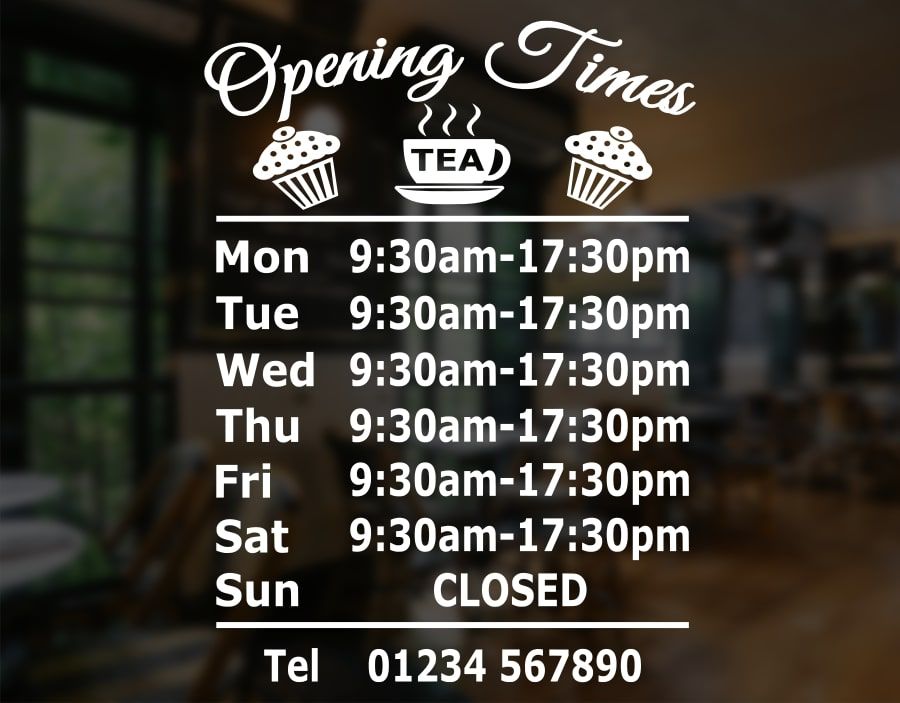 Opening Times
TEA
Mon 9:30am-17:30pm
Tue 9:30am-17:30pm
Wed 9:30am-17:30pm
Thu 9:30am-17:30pm
Fri 9:30am-17:30pm
Sat 9:30am-17:30pm
Sun CLOSED
Tel 01234 567890